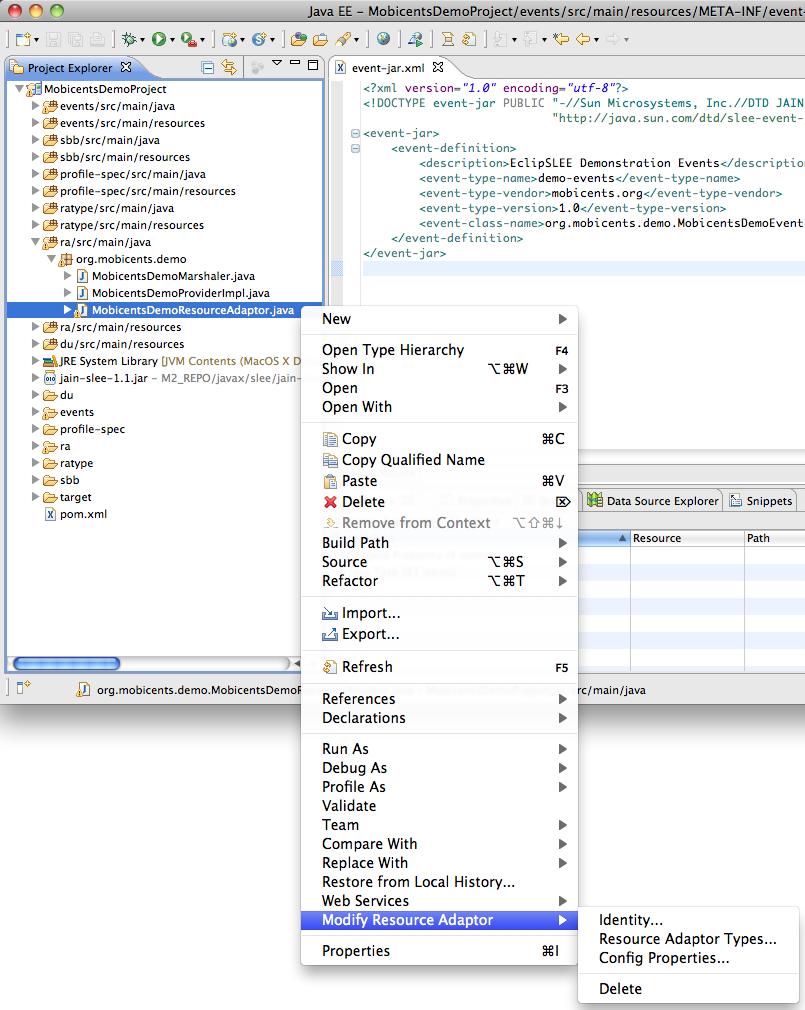 Java EE – MobicentsDemoProject/events/src/main/resources/META-INF/event-
Project Explorer
MobicentsDemoProject
events/src/main/java
events/src/main/resources
sbb/src/main/java
sbb/src/main/resources
profile-spec/src/main/java
profile-spec/src/main/resources
ratype/src/main/java
ratype/src/main/resources
ra/src/main/java
org.mobicents.demo
MobicentsDemoMarshaler.java
MobicentsDemoProviderImpl.java
MobicentsDemoResourceAdaptor.java
ra/src/main/resources
du/src/main/resources
JRE System Library [JVM Contents (MacOS X D
jain-slee-1.1.jar – M2_REPO/javax/slee/jain-
du
events
profile-spec
ra
ratype
sbb
target
pom.xml
event-jar.xml
<?xml version="1.0" encoding="utf-8"?>
<!DOCTYPE event-jar PUBLIC "-//Sun Microsystems, Inc.//DTD JAIN
"http://java.sun.com/dtd/slee-event-
<event-jar>
<event-definition>
<description>EclipSLEE Demonstration Events</description
<event-type-name>demo-events</event-type-name>
<event-type-vendor>mobicents.org</event-type-vendor>
<event-type-version>1.0</event-type-version>
<event-class-name>org.mobicents.demo.MobicentsDemoEvent
</event-definition>
</event-jar>
New
Open Type Hierarchy F4
Show In ⌥⌘W
Open F3
Open With
Copy ⌘C
Copy Qualified Name
Paste ⌘V
Delete ⌦
Remove from Context ⌥⇧⌘↓
Build Path
Source ⌥⌘S
Refactor ⌥⌘T
Import...
Export...
Refresh F5
References
Declarations
Run As
Debug As
Profile As
Validate
Team
Compare With
Replace With
Restore from Local History...
Web Services
Modify Resource Adaptor
Properties ⌘I
Identity...
Resource Adaptor Types...
Config Properties...
Delete
Data Source Explorer
Snippets
Resource
Path
org.mobicents.demo.MobicentsDemoR
rc/main/java